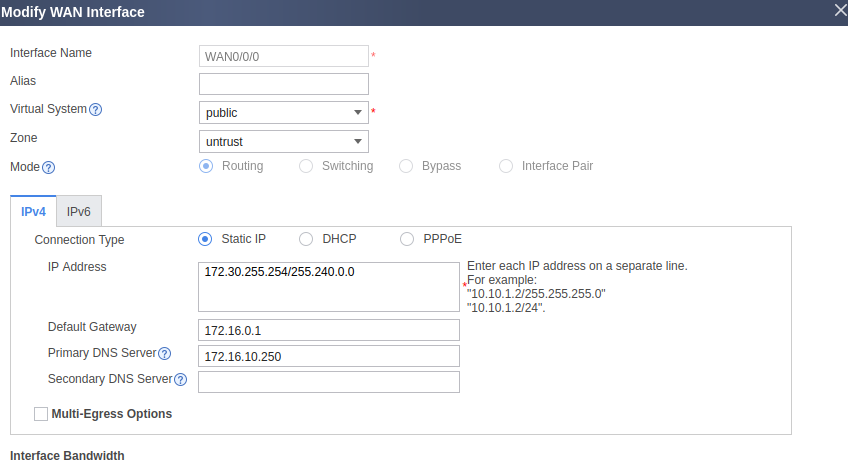 Modify WAN Interface
Interface Name WAN0/0/0 *
Alias
Virtual System ? public *
Zone untrust
Mode ? Routing Switching Bypass Interface Pair
IPv4 IPv6
Connection Type Static IP DHCP PPPoE
IP Address 172.30.255.254/255.240.0.0 * Enter each IP address on a separate line.
For example:
"10.10.1.2/255.255.255.0"
"10.10.1.2/24".
Default Gateway 172.16.0.1
Primary DNS Server ? 172.16.10.250
Secondary DNS Server ?
Multi-Egress Options
Interface Bandwidth